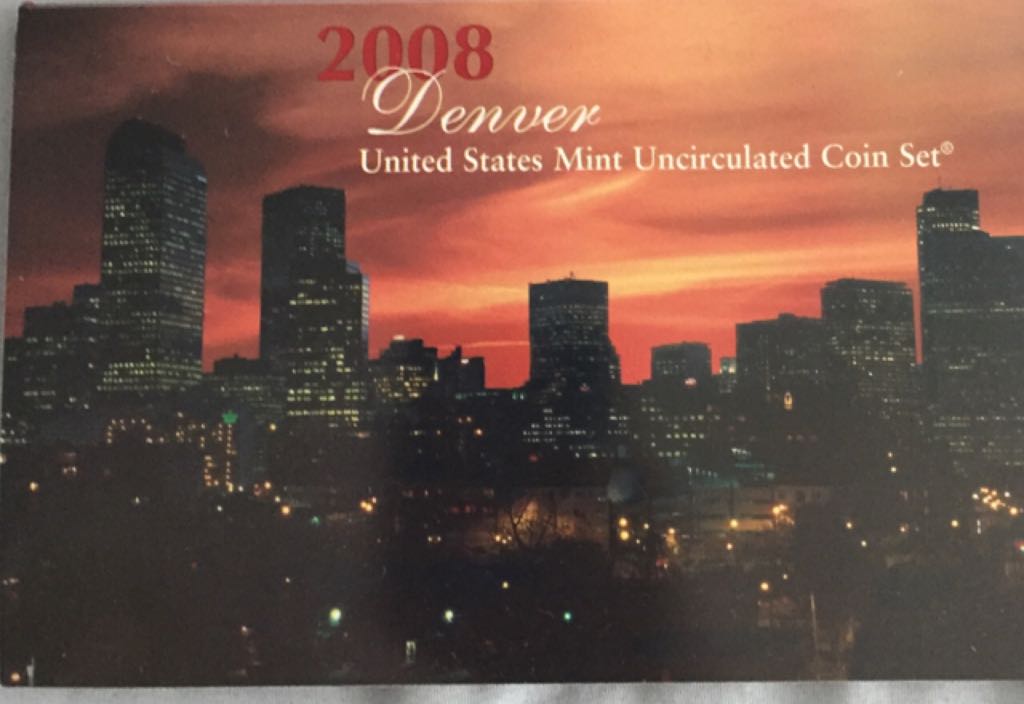 2008
Denver
United States Mint Uncirculated Coin Set®